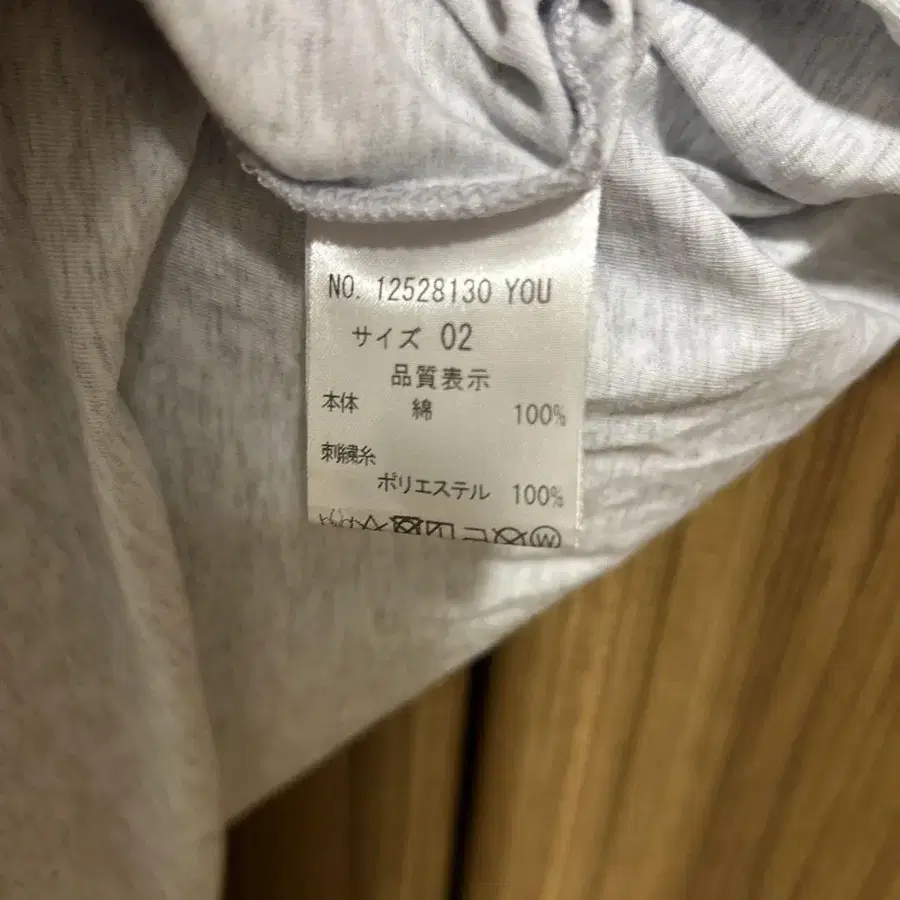 NO. 12528130 YOU
サイズ 02
品質表示
本体 綿 100%
刺繍糸
ポリエステル 100%